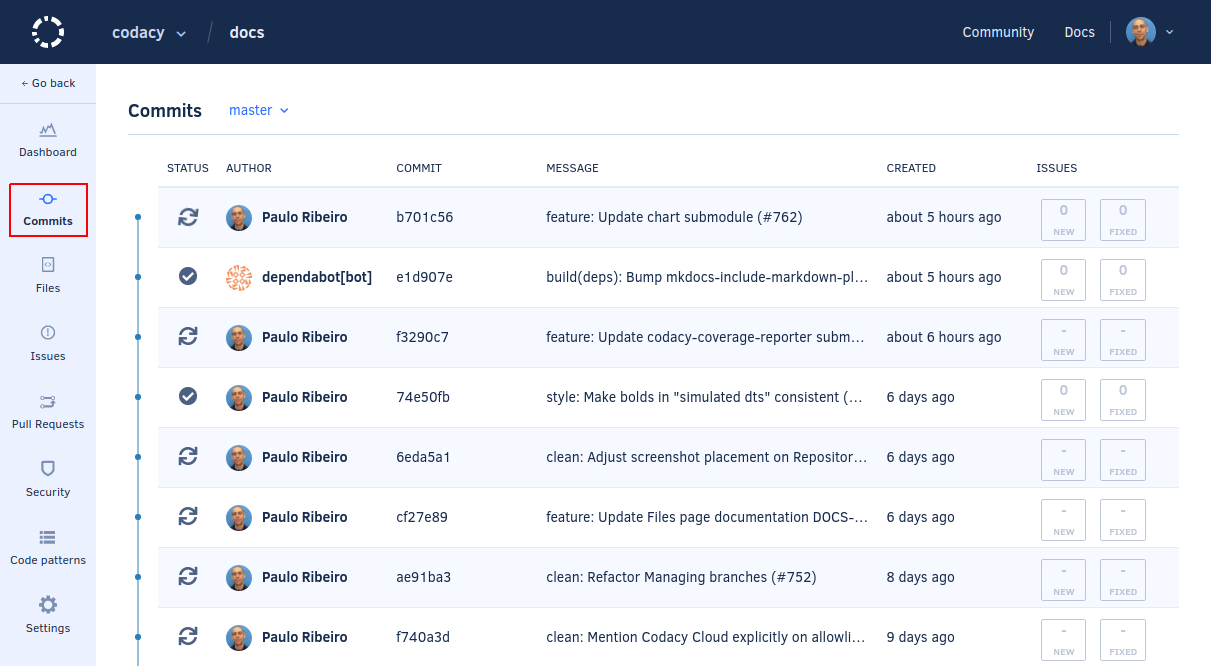 codacy / docs
Community Docs
← Go back
Dashboard
Commits
Files
Issues
Pull Requests
Security
Code patterns
Settings
Commits master
STATUS AUTHOR COMMIT MESSAGE CREATED ISSUES
Paulo Ribeiro b701c56 feature: Update chart submodule (#762) about 5 hours ago 0 NEW 0 FIXED
dependabot[bot] e1d907e build(deps): Bump mkdocs-include-markdown-pl... about 5 hours ago 0 NEW 0 FIXED
Paulo Ribeiro f3290c7 feature: Update codacy-coverage-reporter subm... about 6 hours ago - NEW - FIXED
Paulo Ribeiro 74e50fb style: Make bolds in "simulated dts" consistent (... 6 days ago 0 NEW 0 FIXED
Paulo Ribeiro 6eda5a1 clean: Adjust screenshot placement on Repositor... 6 days ago - NEW - FIXED
Paulo Ribeiro cf27e89 feature: Update Files page documentation DOCS-... 6 days ago - NEW - FIXED
Paulo Ribeiro ae91ba3 clean: Refactor Managing branches (#752) 8 days ago - NEW - FIXED
Paulo Ribeiro f740a3d clean: Mention Codacy Cloud explicitly on allowli... 9 days ago - NEW - FIXED